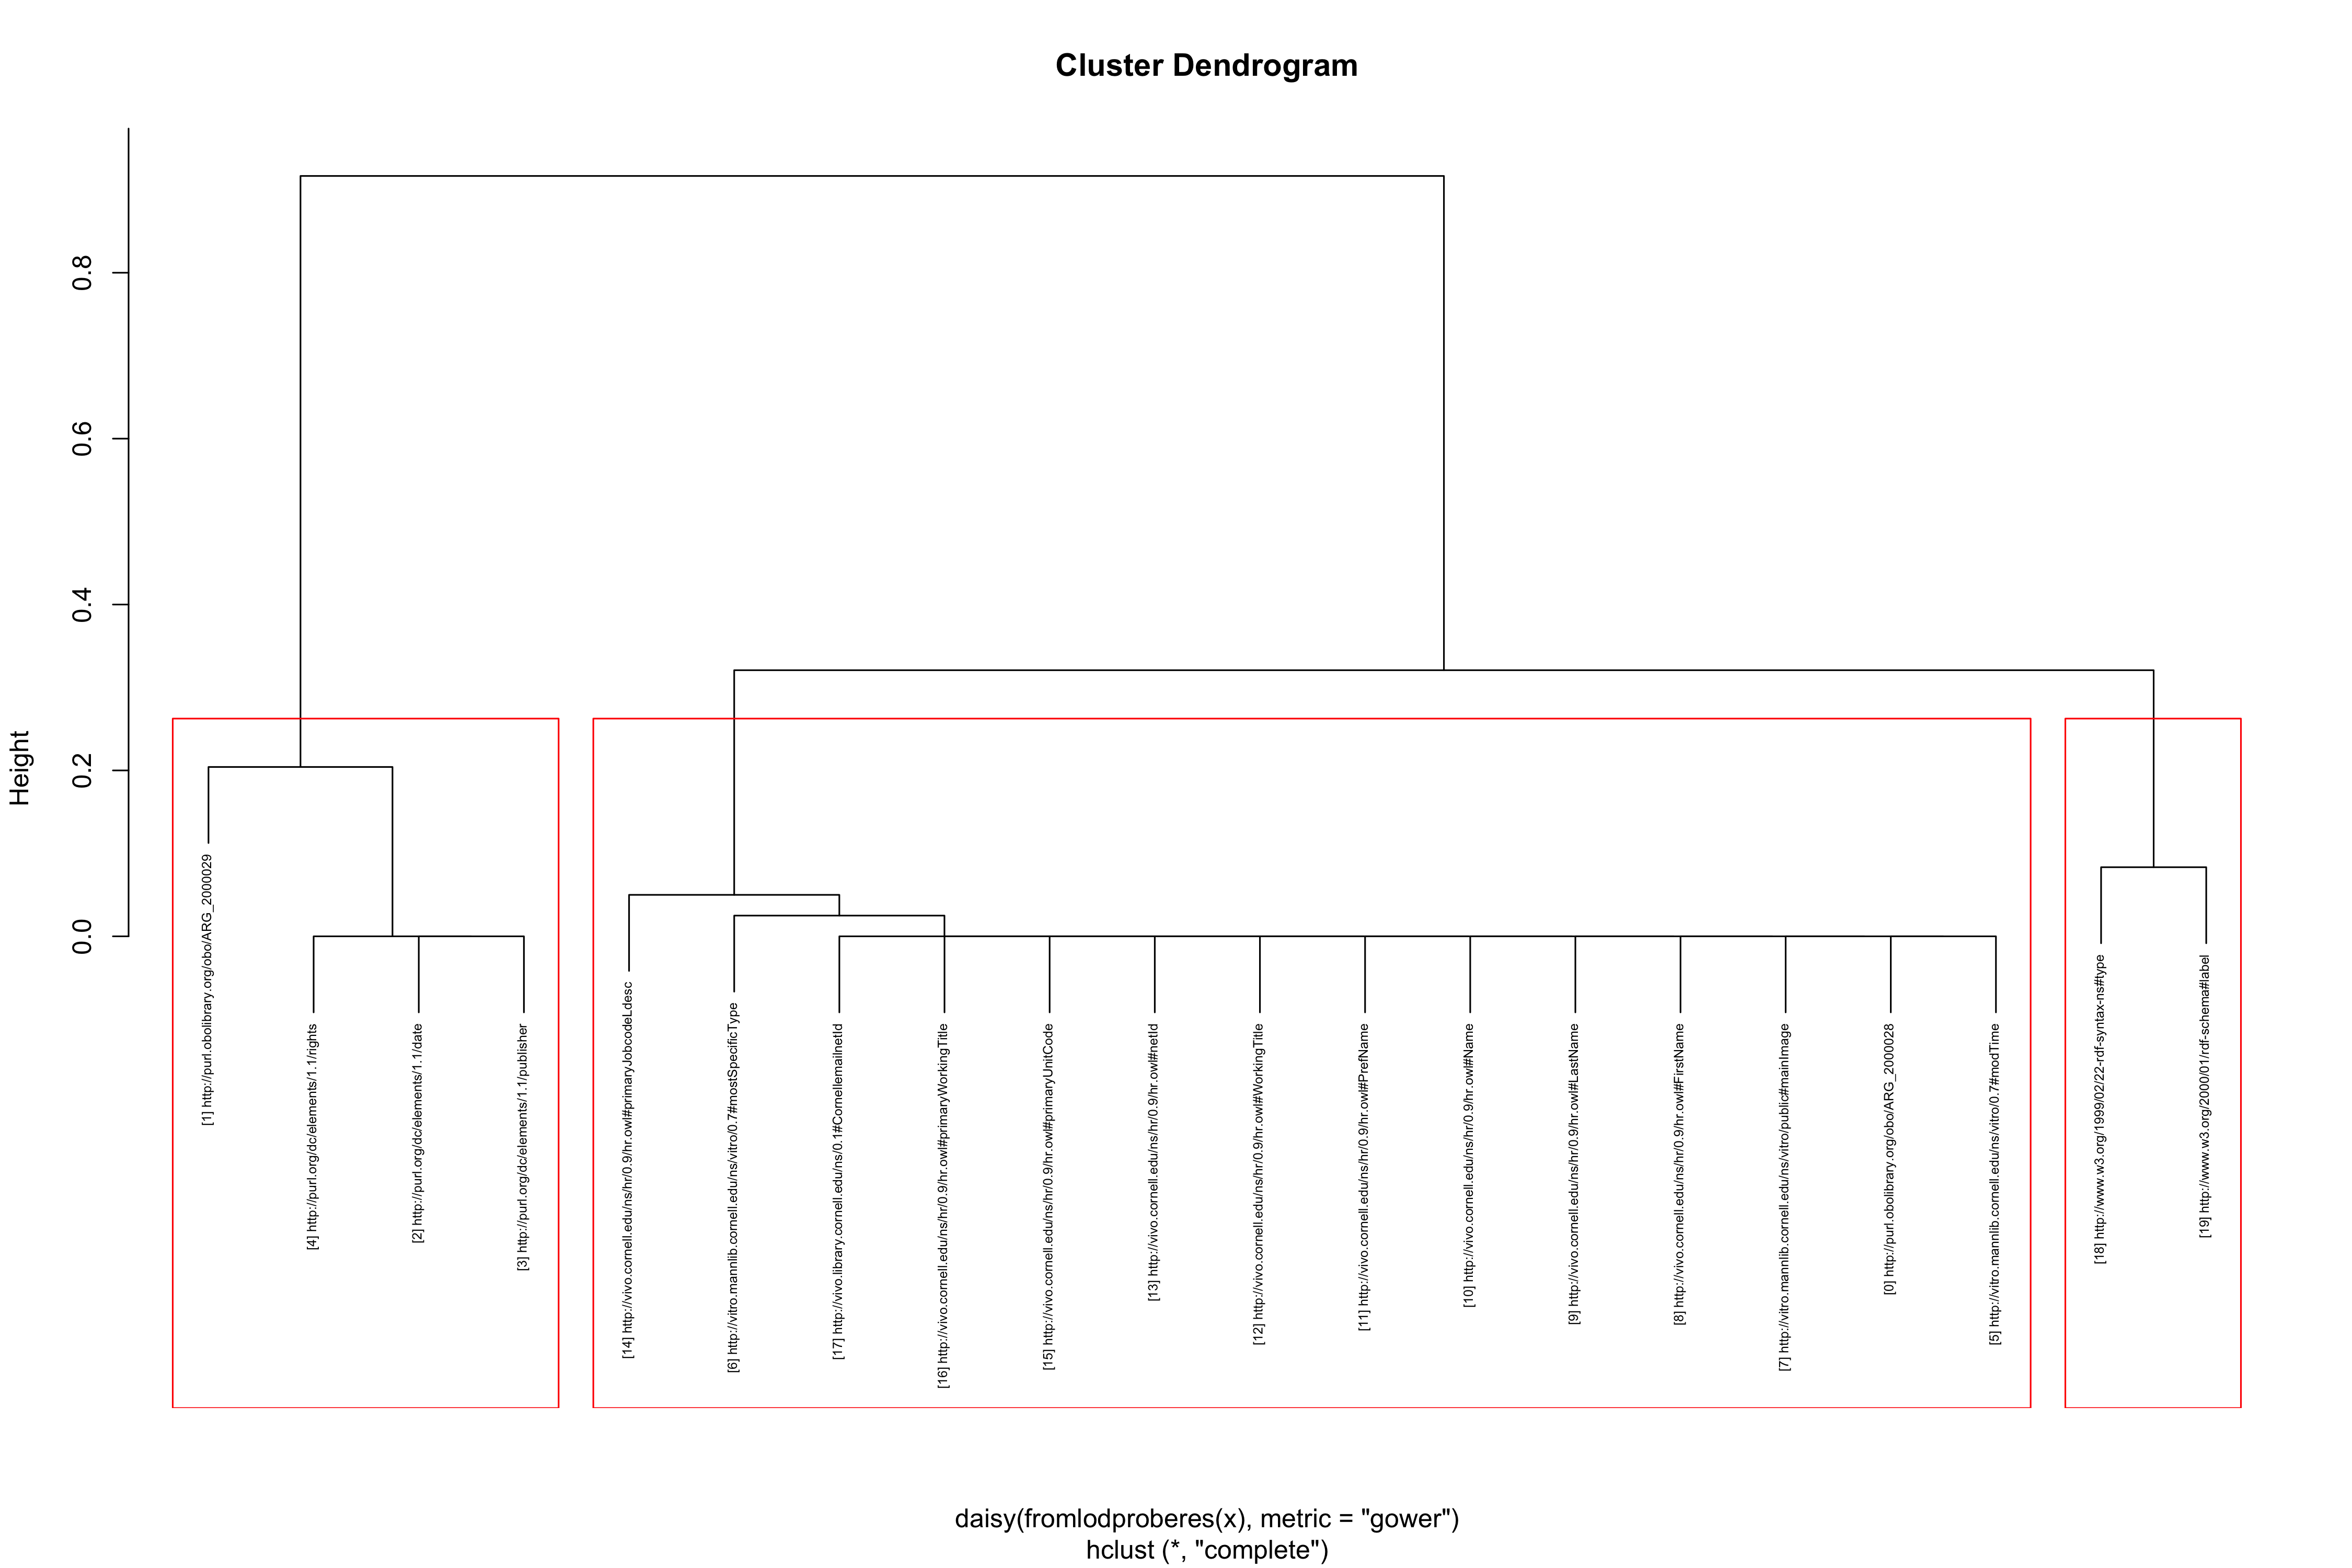 Cluster Dendrogram
Height
0.8
0.6
0.4
0.2
0.0
[1] http://purl.obolibrary.org/obo/ARG_2000029
[4] http://purl.org/dc/elements/1.1/rights
[2] http://purl.org/dc/elements/1.1/date
[3] http://purl.org/dc/elements/1.1/publisher
[14] http://vivo.cornell.edu/ns/hr/0.9/hr.owl#primaryJobcodeLdesc
[6] http://vitro.mannlib.cornell.edu/ns/vitro/0.7#mostSpecificType
[17] http://vivo.library.cornell.edu/ns/0.1#CornellemailnetId
[16] http://vivo.cornell.edu/ns/hr/0.9/hr.owl#primaryWorkingTitle
[15] http://vivo.cornell.edu/ns/hr/0.9/hr.owl#primaryUnitCode
[13] http://vivo.cornell.edu/ns/hr/0.9/hr.owl#netId
[12] http://vivo.cornell.edu/ns/hr/0.9/hr.owl#WorkingTitle
[11] http://vivo.cornell.edu/ns/hr/0.9/hr.owl#PrefName
[10] http://vivo.cornell.edu/ns/hr/0.9/hr.owl#Name
[9] http://vivo.cornell.edu/ns/hr/0.9/hr.owl#LastName
[8] http://vivo.cornell.edu/ns/hr/0.9/hr.owl#FirstName
[7] http://vitro.mannlib.cornell.edu/ns/vitro/public#mainImage
[0] http://purl.obolibrary.org/obo/ARG_2000028
[5] http://vitro.mannlib.cornell.edu/ns/vitro/0.7#modTime
[18] http://www.w3.org/1999/02/22-rdf-syntax-ns#type
[19] http://www.w3.org/2000/01/rdf-schema#label
daisy(fromlodproberes(x), metric = "gower")
hclust (*, "complete")